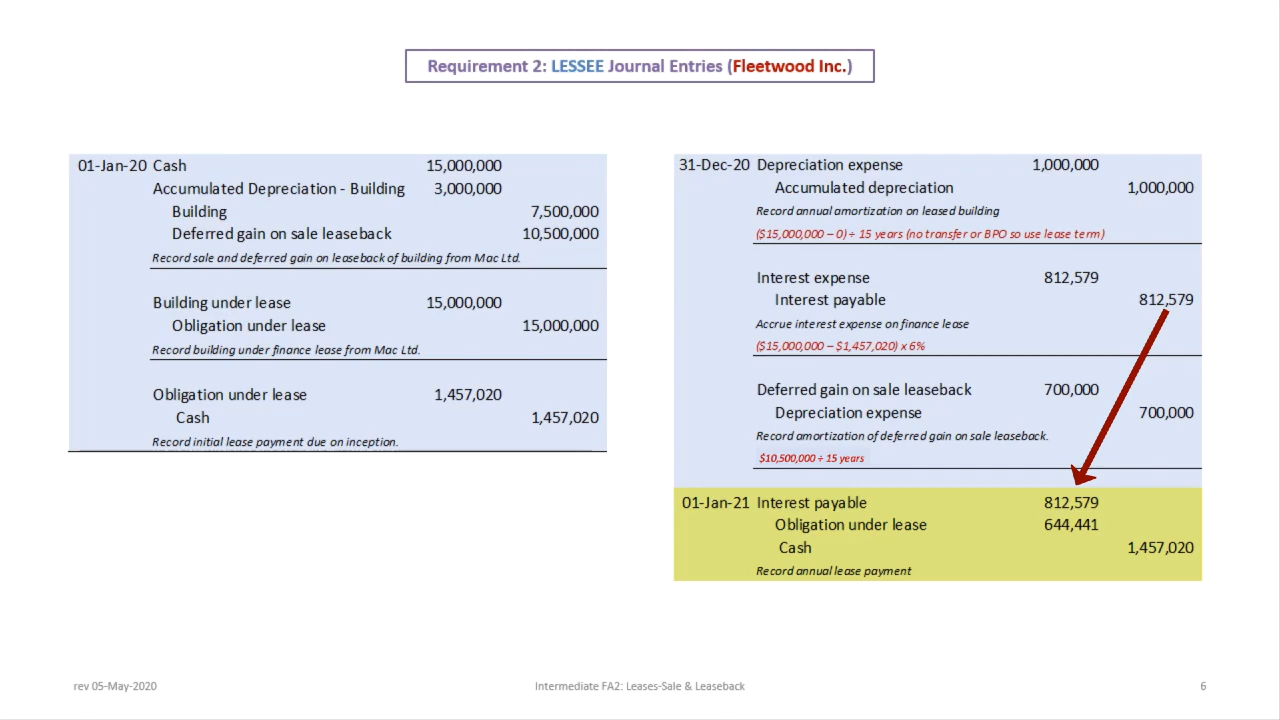 Requirement 2: LESSEE Journal Entries (Fleetwood Inc.)
01-Jan-20 Cash 15,000,000
Accumulated Depreciation - Building 3,000,000
Building 7,500,000
Deferred gain on sale leaseback 10,500,000
Record sale and deferred gain on leaseback of building from Mac Ltd.
Building under lease 15,000,000
Obligation under lease 15,000,000
Record building under finance lease from Mac Ltd.
Obligation under lease 1,457,020
Cash 1,457,020
Record initial lease payment due on inception.
31-Dec-20 Depreciation expense 1,000,000
Accumulated depreciation 1,000,000
Record annual amortization on leased building
($15,000,000 – 0) ÷ 15 years (no transfer or BPO so use lease term)
Interest expense 812,579
Interest payable 812,579
Accrue interest expense on finance lease
($15,000,000 – $1,457,020) x 6%
Deferred gain on sale leaseback 700,000
Depreciation expense 700,000
Record amortization of deferred gain on sale leaseback.
$10,500,000 ÷ 15 years
01-Jan-21 Interest payable 812,579
Obligation under lease 644,441
Cash 1,457,020
Record annual lease payment
rev 05-May-2020 Intermediate FA2: Leases-Sale & Leaseback 6